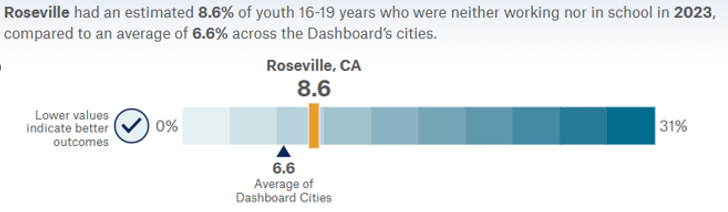 Roseville had an estimated 8.6% of youth 16-19 years who were neither working nor in school in 2023,
compared to an average of 6.6% across the Dashboard's cities.
Roseville, CA
8.6
Lower values
indicate better
outcomes
0%
31%
6.6
Average of
Dashboard Cities